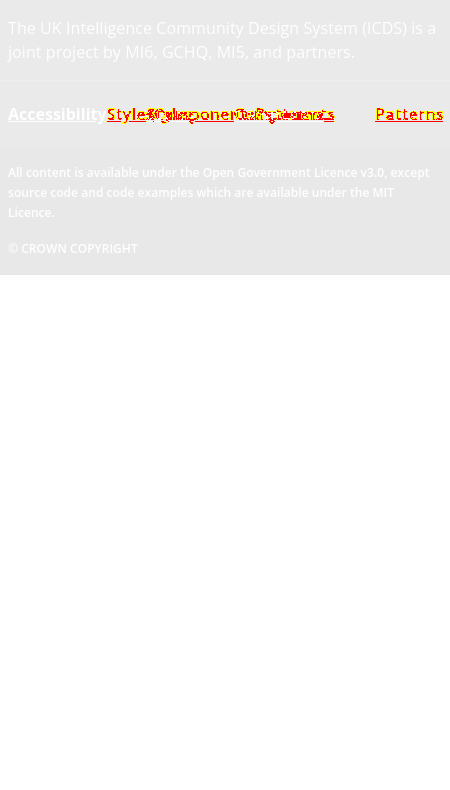 The UK Intelligence Community Design System (ICDS) is a
joint project by MI6, GCHQ, MI5, and partners.
Accessibility Patterns
All content is available under the Open Government Licence v3.0, except
source code and code examples which are available under the MIT
Licence.
© CROWN COPYRIGHT